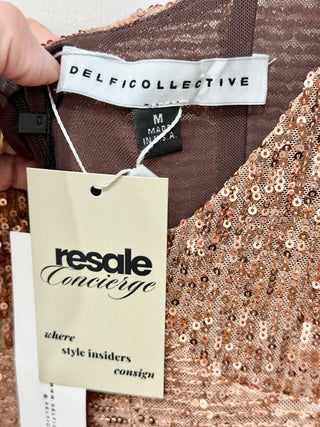 DELFICOLLECTIVE
M
MADE
IN U.S.A.
resale
Concierge
where
style insiders
consign